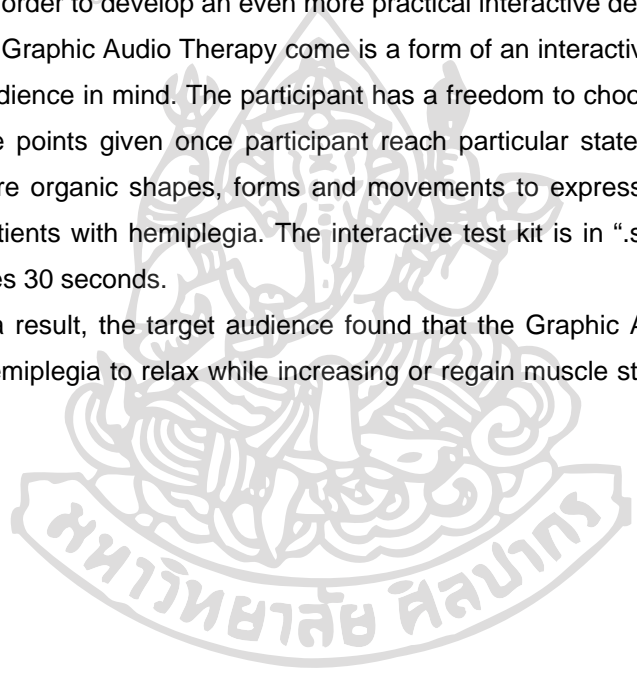 order to develop an even more practical interactive de
Graphic Audio Therapy come is a form of an interactiv
dience in mind. The participant has a freedom to choo
e points given once participant reach particular state
re organic shapes, forms and movements to express
tients with hemiplegia. The interactive test kit is in “.s
es 30 seconds.
a result, the target audience found that the Graphic A
emiplegia to relax while increasing or regain muscle st
มหาวิทยาลัย ศิลปากร